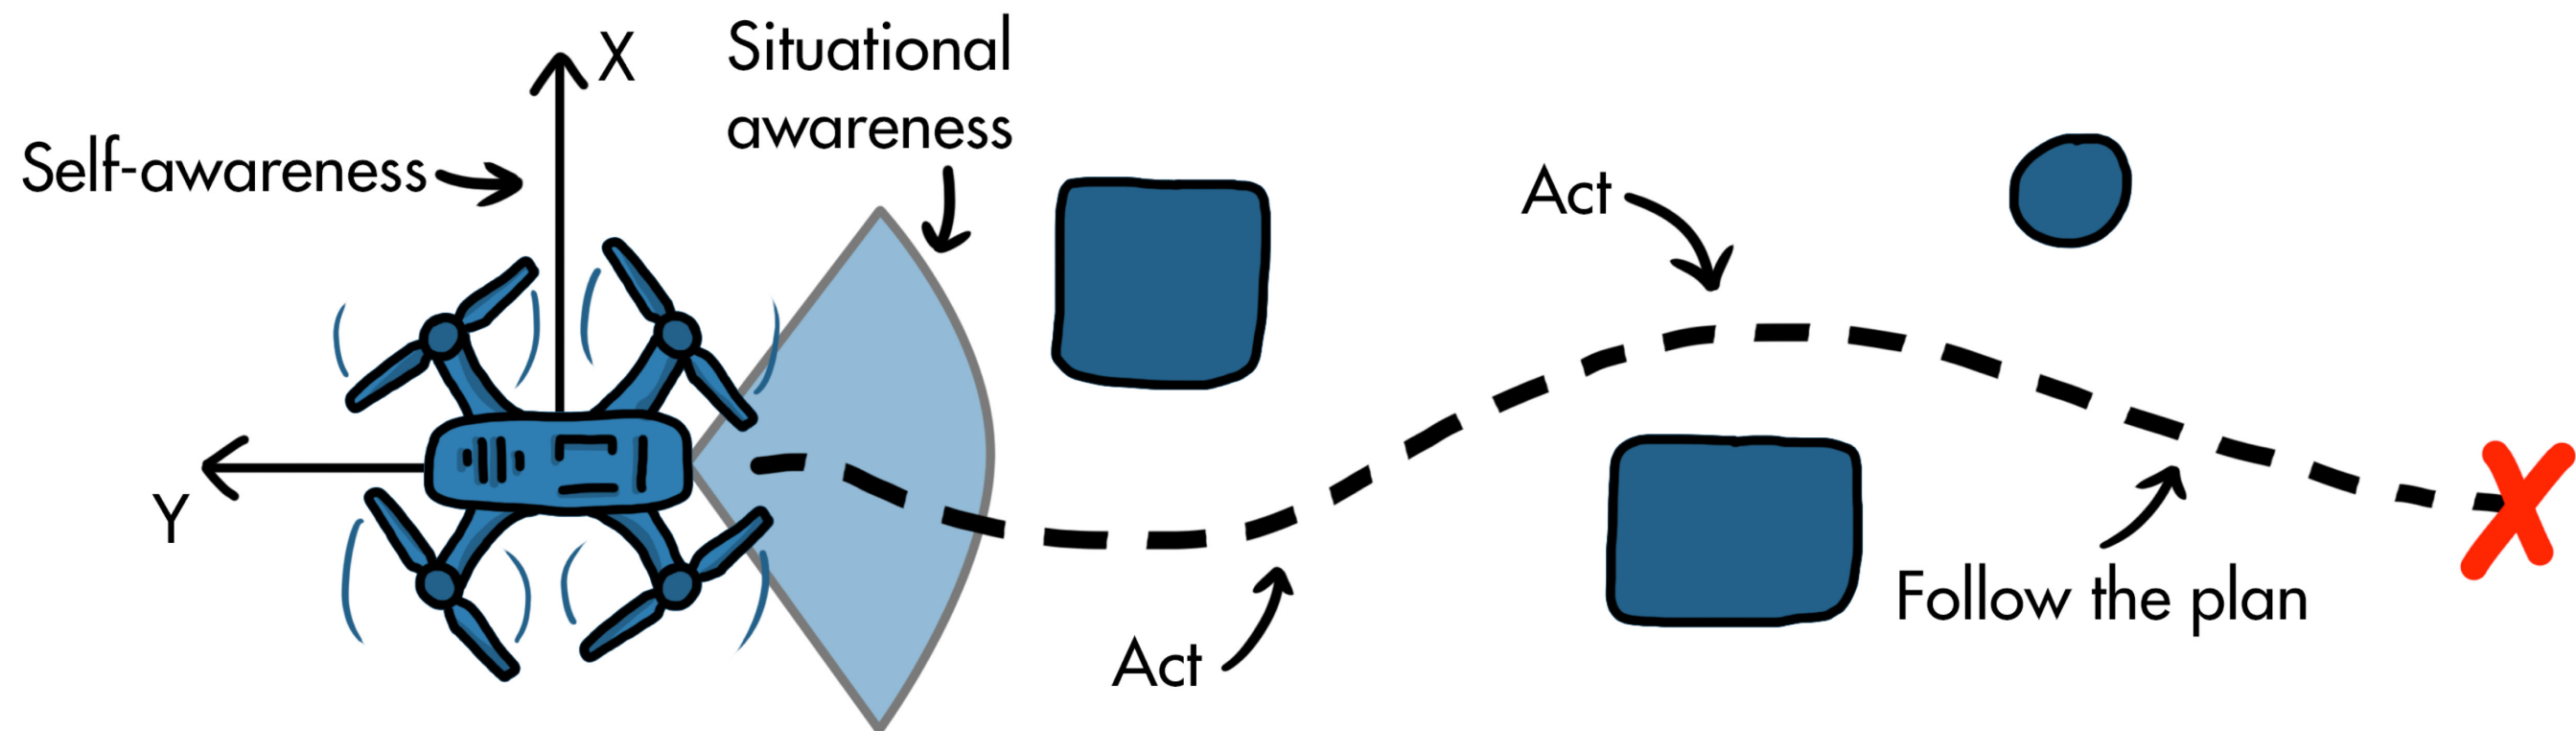 X
Situational
awareness
Self-awareness
Act
Y
Follow the plan
Act